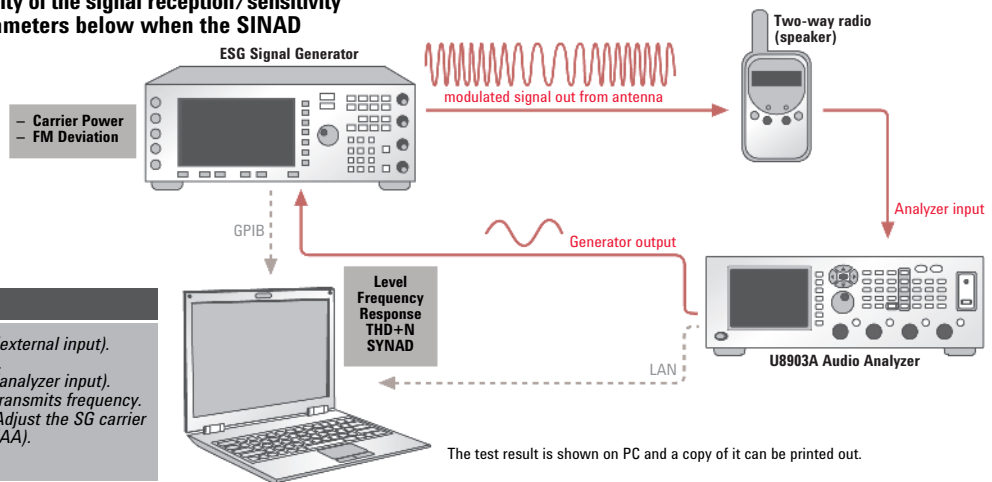 ity of the signal reception/sensitivity
ameters below when the SINAD
ESG Signal Generator
Two-way radio
(speaker)
modulated signal out from antenna
– Carrier Power
– FM Deviation
Analyzer input
GPIB
Generator output
Level
Frequency
Response
THD+N
SYNAD
U8903A Audio Analyzer
LAN
external input).
analyzer input).
ransmits frequency.
Adjust the SG carrier
AA).
The test result is shown on PC and a copy of it can be printed out.